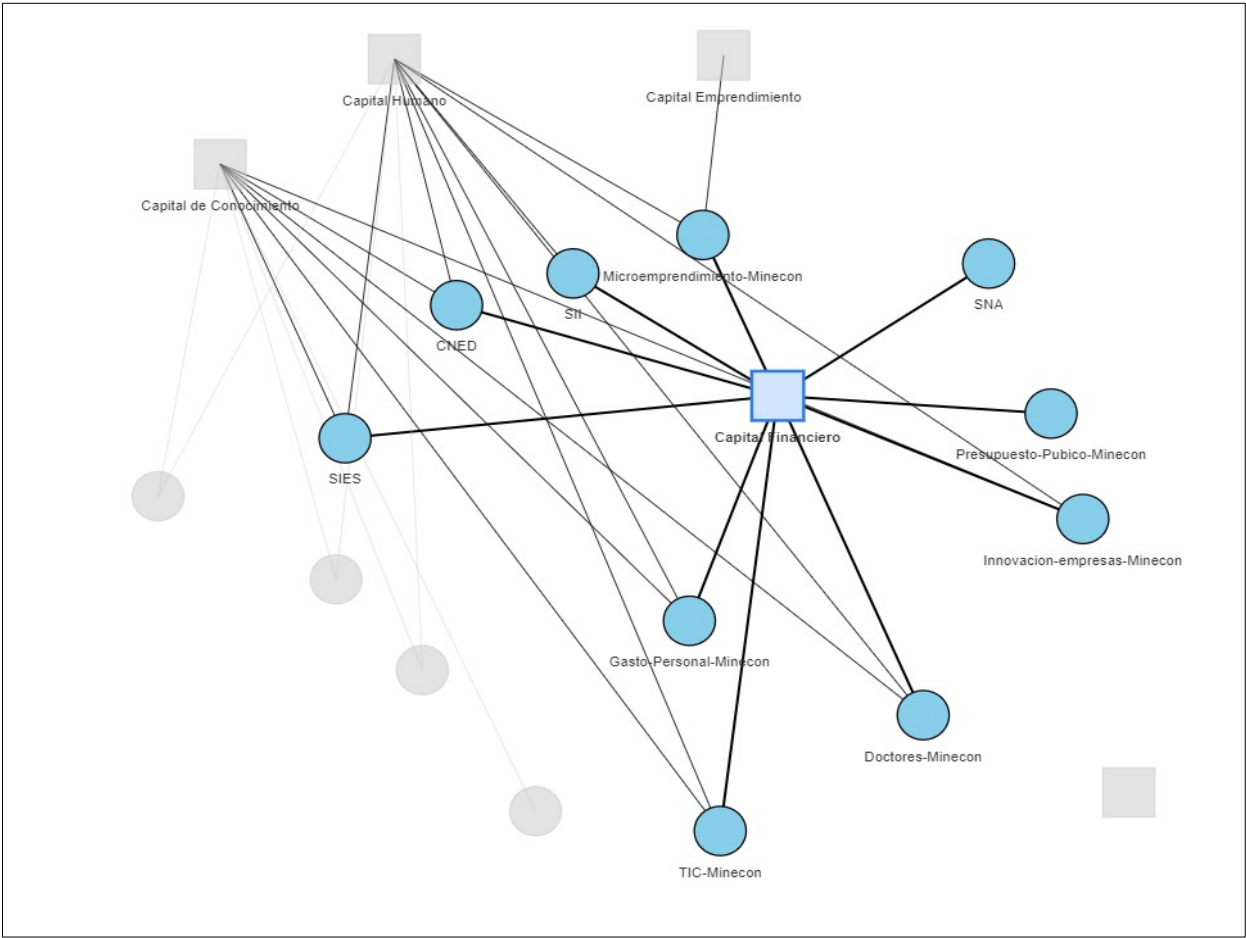 Capital Humano
Capital Emprendimiento
Capital de Conocimiento
Microemprendimiento-Minecon
SNA
SII
CNED
Capital Financiero
Presupuesto-Pubico-Minecon
SIES
Innovacion-empresas-Minecon
Gasto-Personal-Minecon
Doctores-Minecon
TIC-Minecon